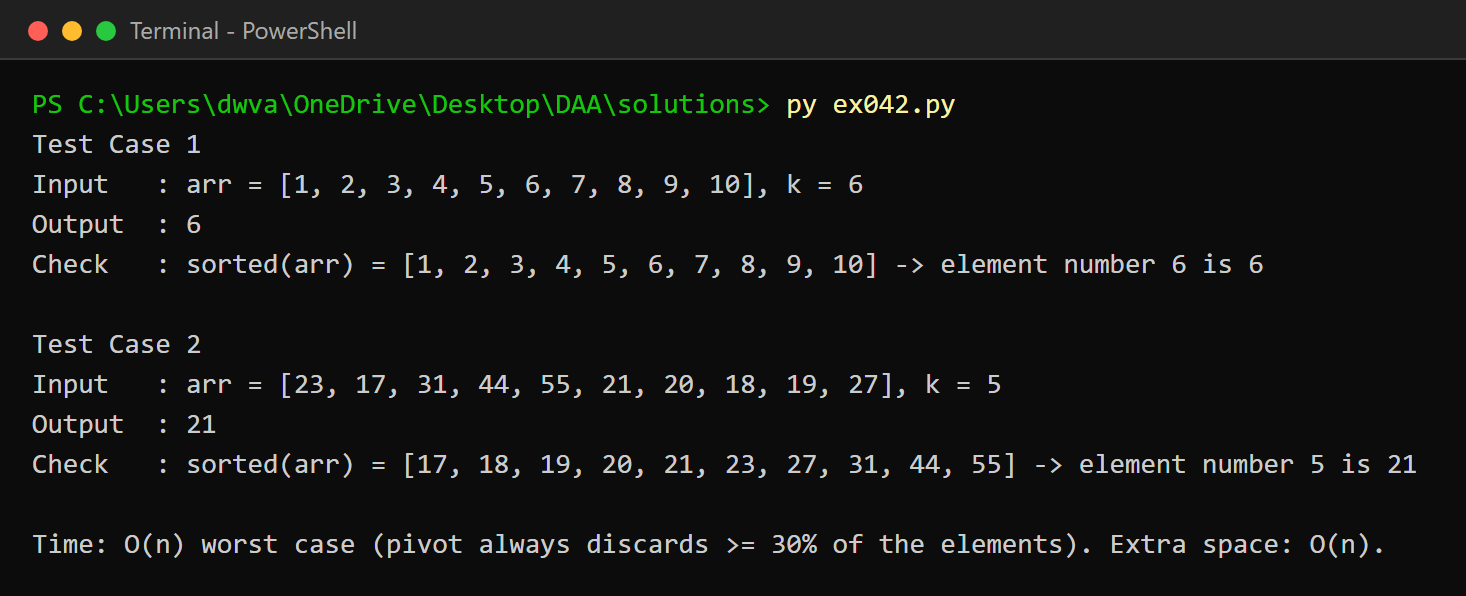 Terminal - PowerShell
PS C:\Users\dwva\OneDrive\Desktop\DAA\solutions> py ex042.py
Test Case 1
Input   : arr = [1, 2, 3, 4, 5, 6, 7, 8, 9, 10], k = 6
Output  : 6
Check   : sorted(arr) = [1, 2, 3, 4, 5, 6, 7, 8, 9, 10] -> element number 6 is 6
Test Case 2
Input   : arr = [23, 17, 31, 44, 55, 21, 20, 18, 19, 27], k = 5
Output  : 21
Check   : sorted(arr) = [17, 18, 19, 20, 21, 23, 27, 31, 44, 55] -> element number 5 is 21
Time: O(n) worst case (pivot always discards >= 30% of the elements). Extra space: O(n).